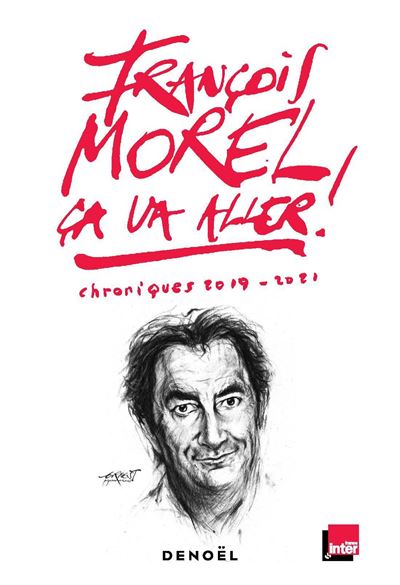 FRANÇOIS
MOREL
ÇA VA ALLER!
chroniques 2019-2021
DENOËL
france
inter